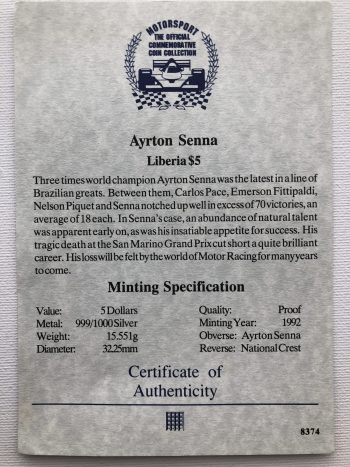 MOTORSPORT
THE OFFICIAL
COMMEMORATIVE
COIN COLLECTION
Ayrton Senna
Liberia $5
Three times world champion Ayrton Senna was the latest in a line of
Brazilian greats. Between them, Carlos Pace, Emerson Fittipaldi,
Nelson Piquet and Senna notched up well in excess of 70 victories, an
average of 18 each. In Senna's case, an abundance of natural talent
was apparent early on, as was his insatiable appetite for success. His
tragic death at the San Marino Grand Prix cut short a quite brilliant
career. His loss will be felt by the world of Motor Racing for many years
to come.
Minting Specification
Value: 5 Dollars Quality: Proof
Metal: 999/1000 Silver Minting Year: 1992
Weight: 15.551g Obverse: Ayrton Senna
Diameter: 32.25mm Reverse: National Crest
Certificate of
Authenticity
8374